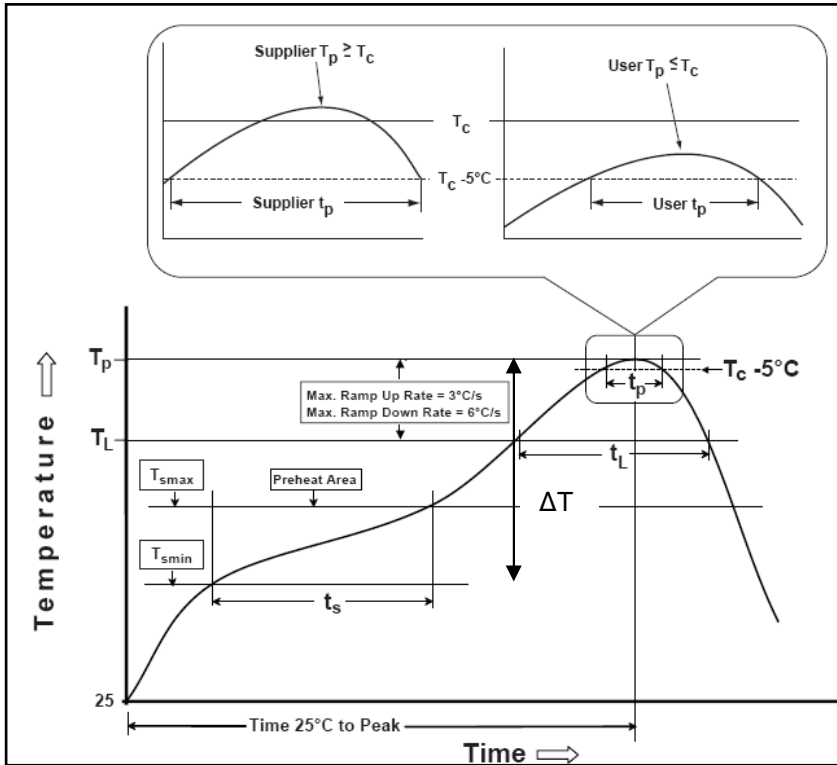 Supplier Tp ≥ Tc
User Tp ≤ Tc
Tc
Tc -5°C
Supplier tp
User tp
Tp
Tc -5°C
tp
Max. Ramp Up Rate = 3°C/s
Max. Ramp Down Rate = 6°C/s
TL
tL
Tsmax
Preheat Area
ΔT
Tsmin
ts
Temperature
25
Time 25°C to Peak
Time